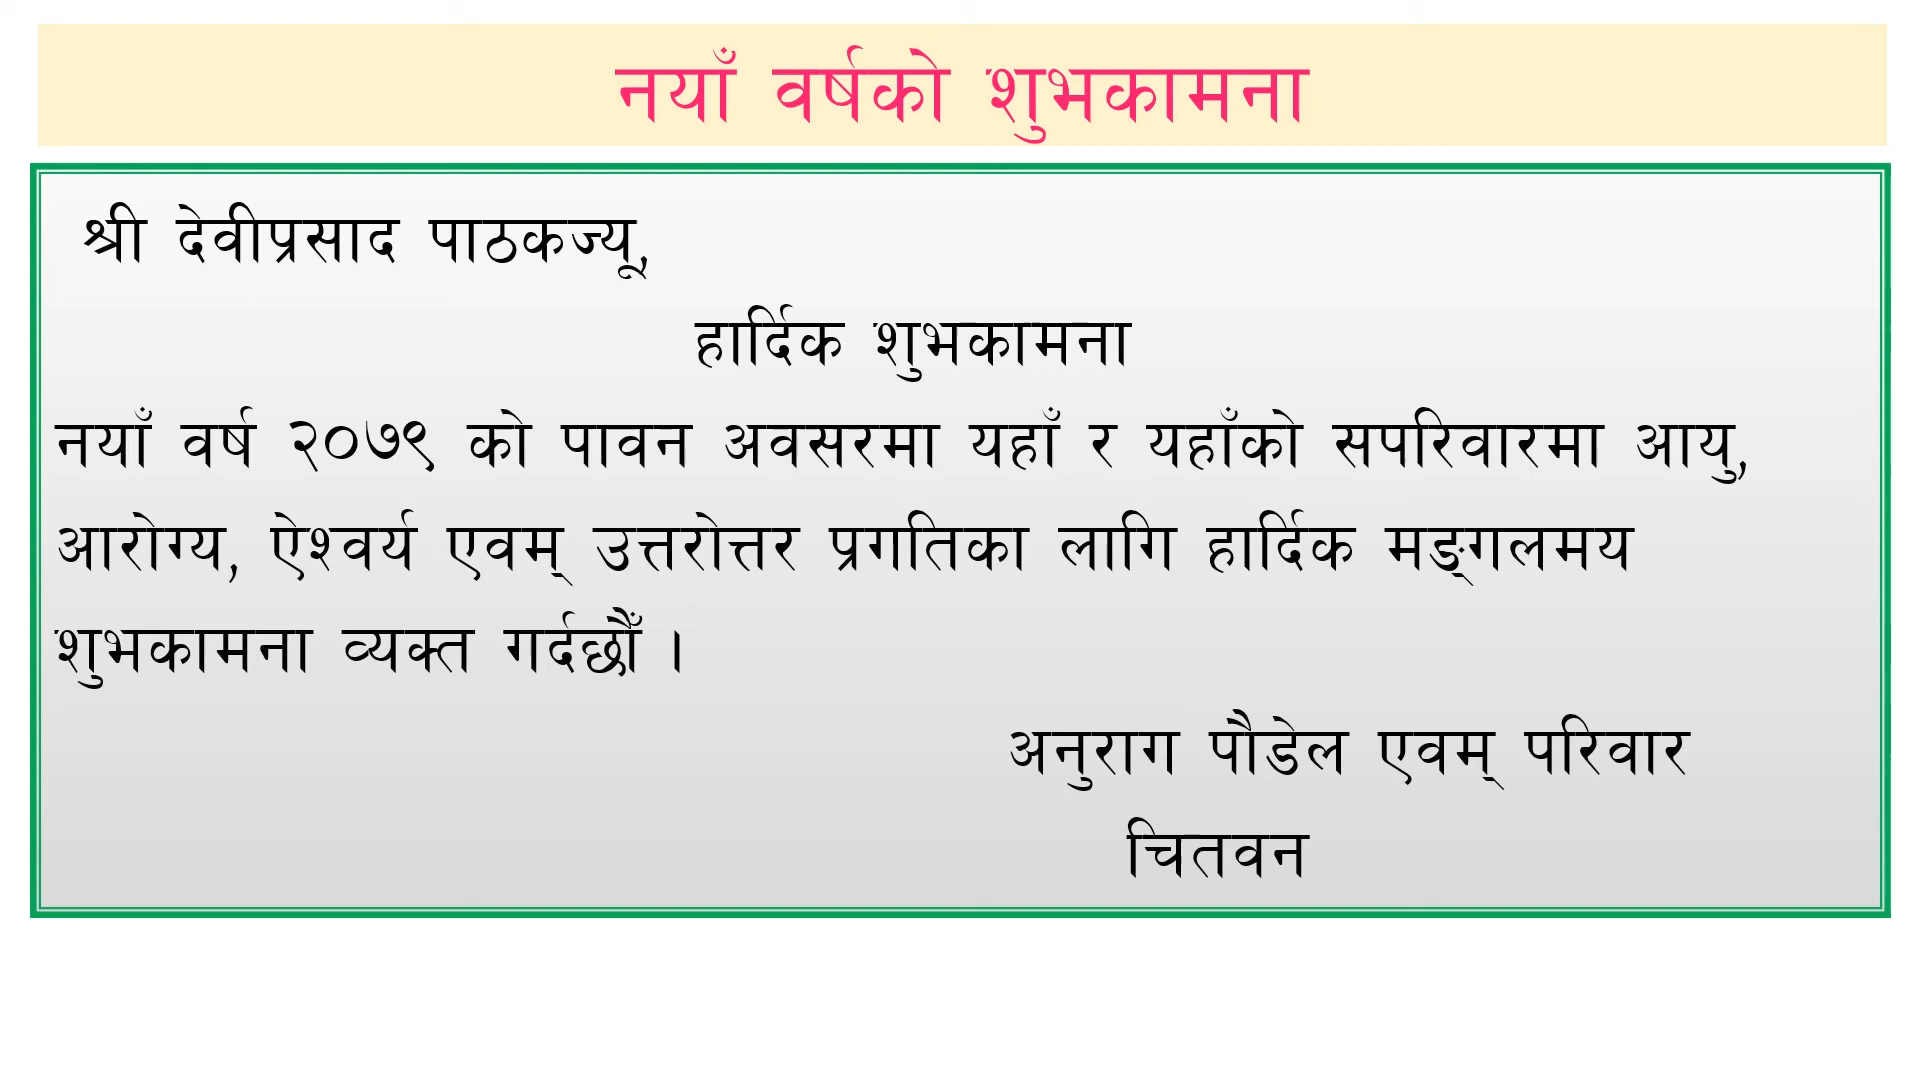 नयाँ वर्षको शुभकामना
श्री देवीप्रसाद पाठकज्यू,
हार्दिक शुभकामना
नयाँ वर्ष २०७९ को पावन अवसरमा यहाँ र यहाँको सपरिवारमा आयु,
आरोग्य, ऐश्वर्य एवम् उत्तरोत्तर प्रगतिका लागि हार्दिक मङ्गलमय
शुभकामना व्यक्त गर्दछौँ ।
अनुराग पौडेल एवम् परिवार
चितवन